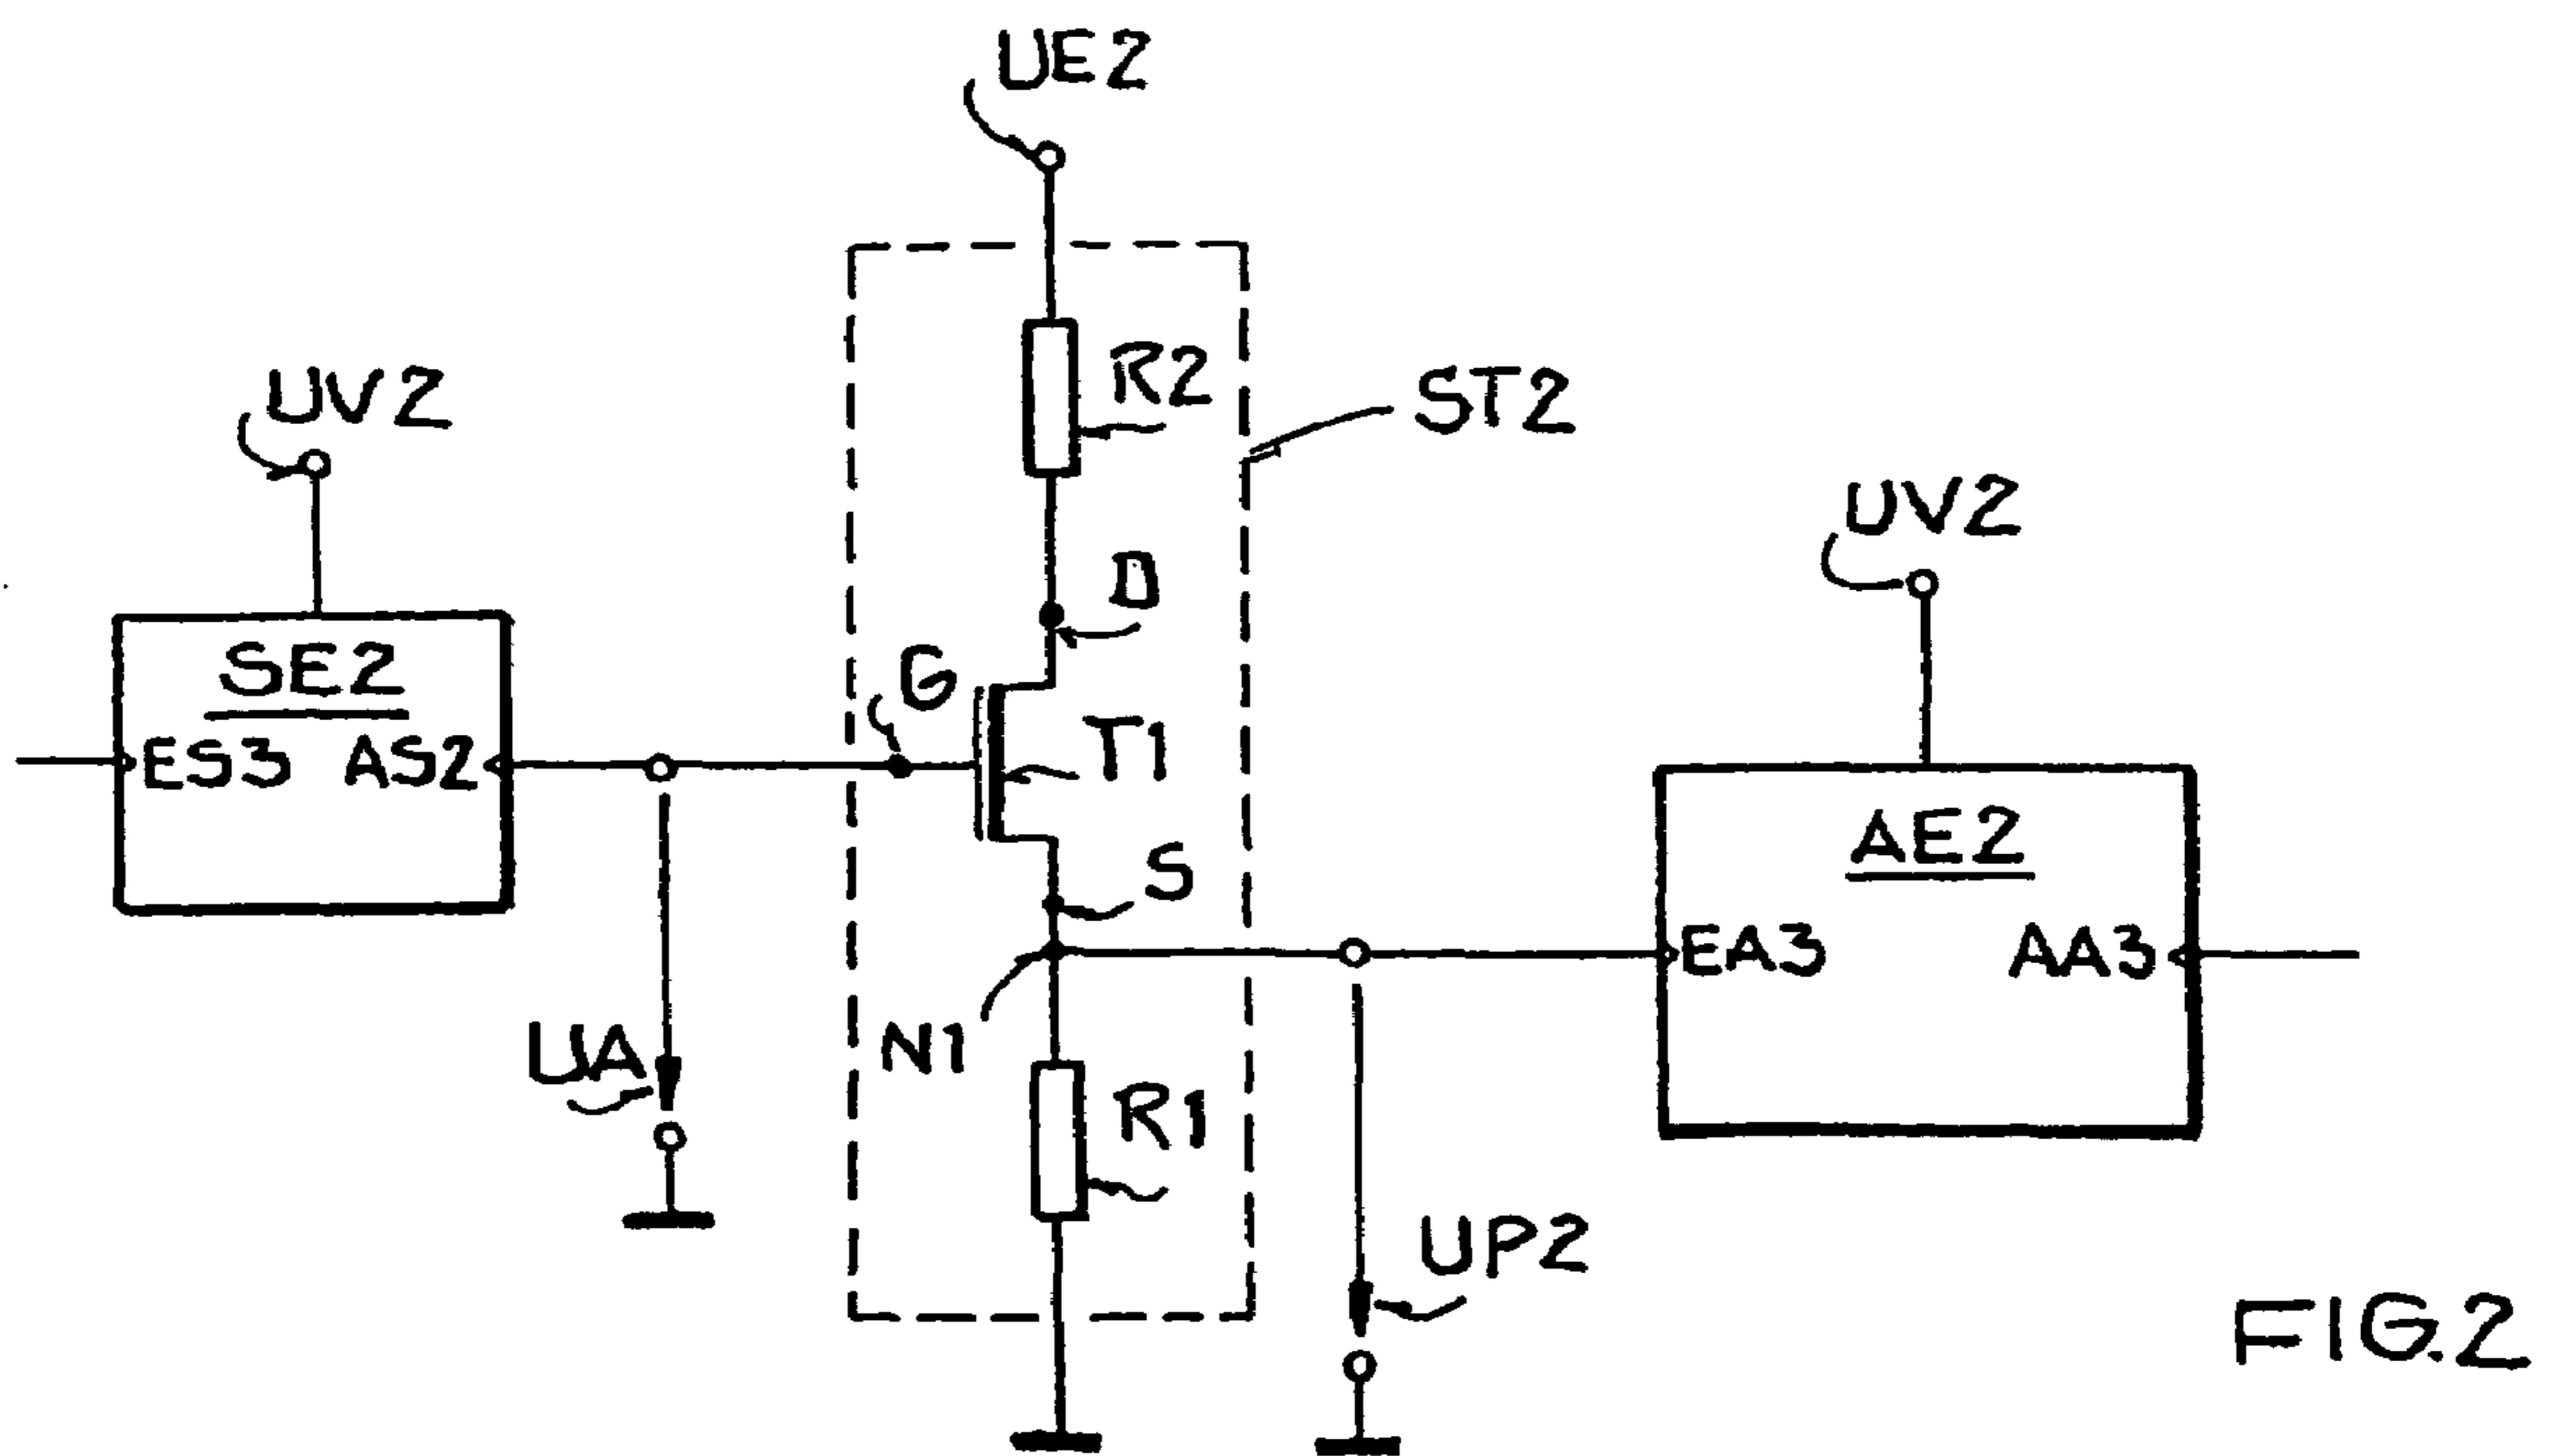 UE2
R2
UV2
ST2
UV2
D
G
SE2
T1
ES3 AS2
AE2
S
EA3 AA3
N1
UA
R1
UP2
FIG.2